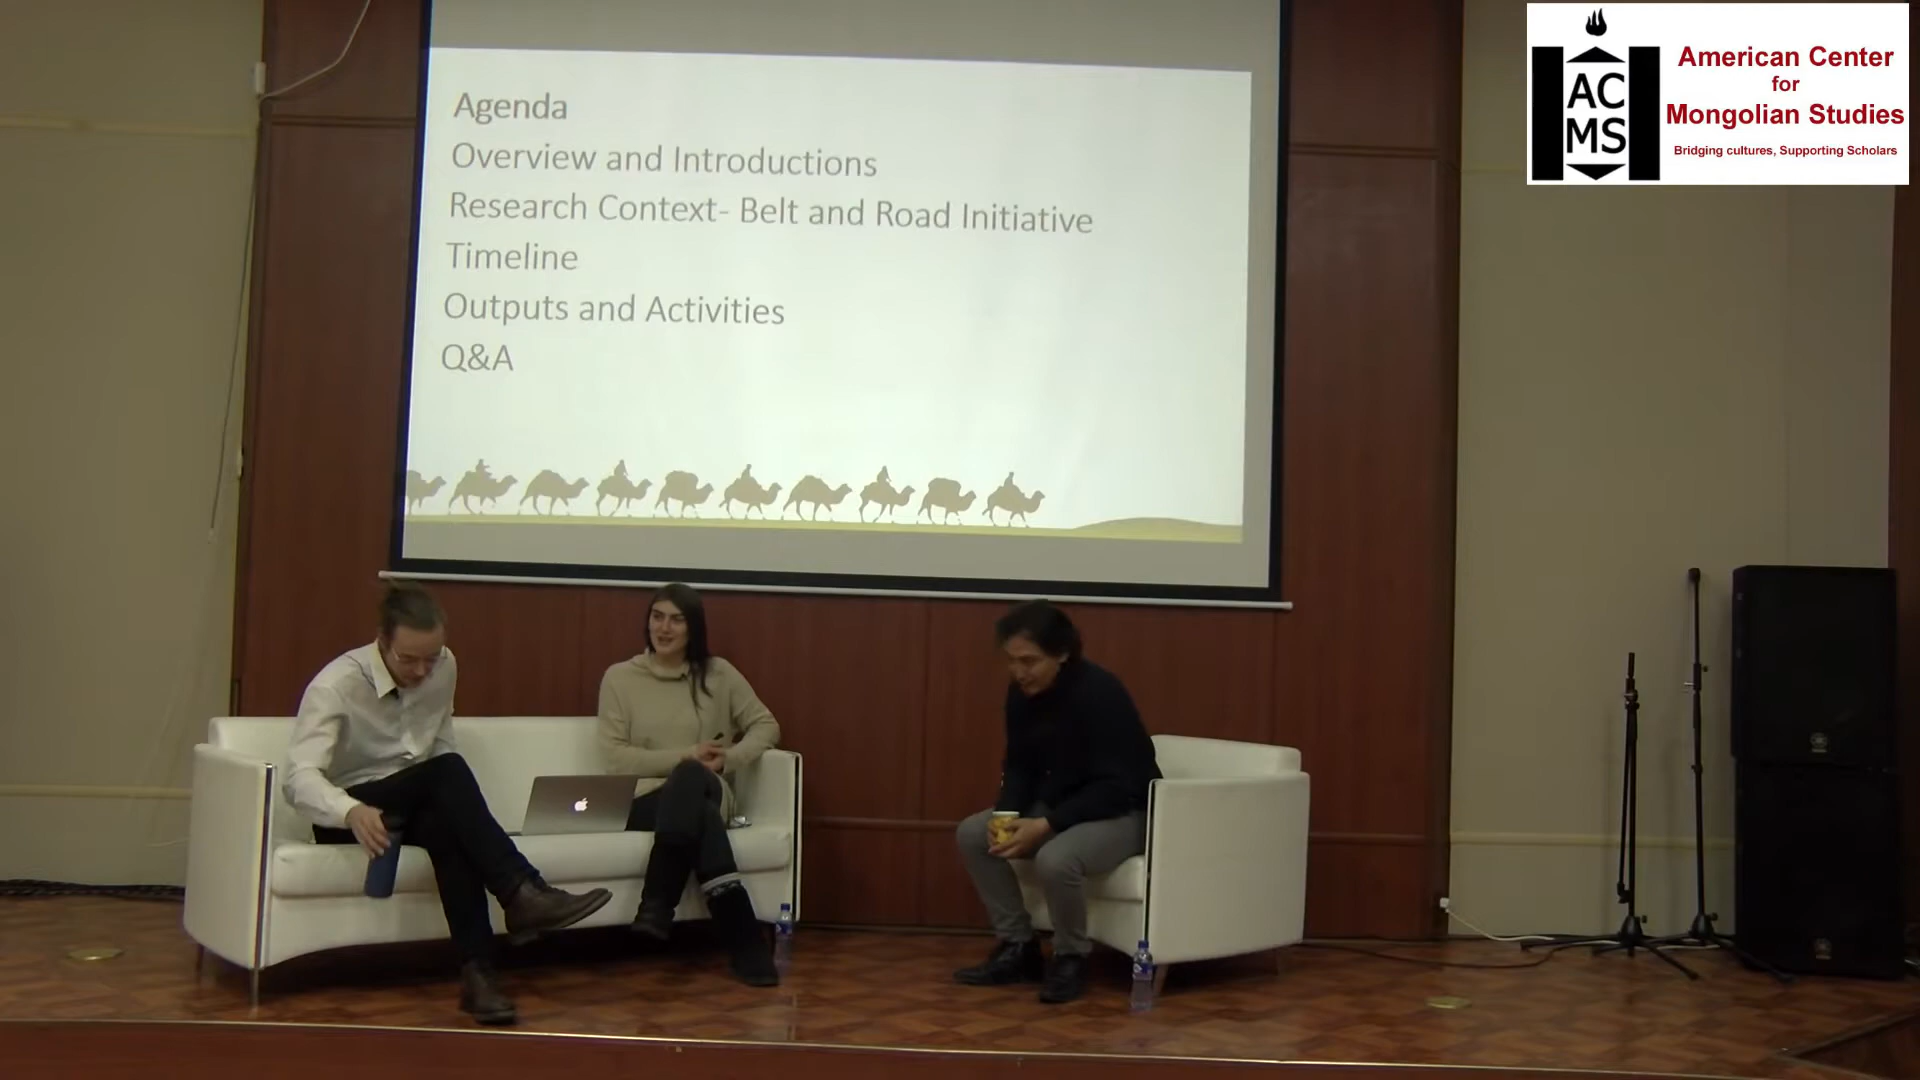 Agenda
Overview and Introductions
Research Context- Belt and Road Initiative
Timeline
Outputs and Activities
Q&A
AC
MS
American Center
for
Mongolian Studies
Bridging cultures, Supporting Scholars